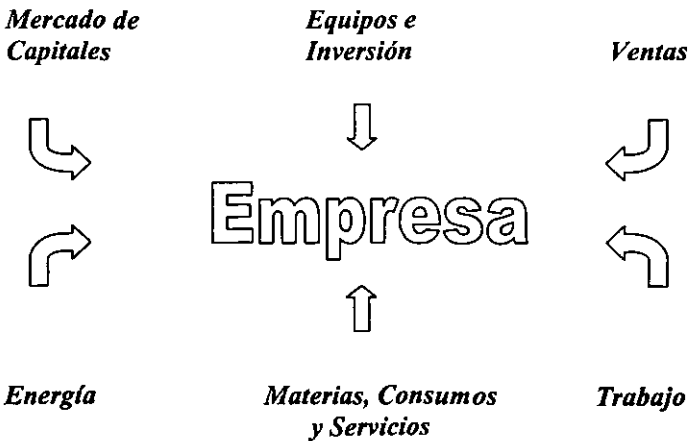 Mercado de
Capitales
Equipos e
Inversión
Ventas
Empresa
Energía
Materias, Consumos
y Servicios
Trabajo